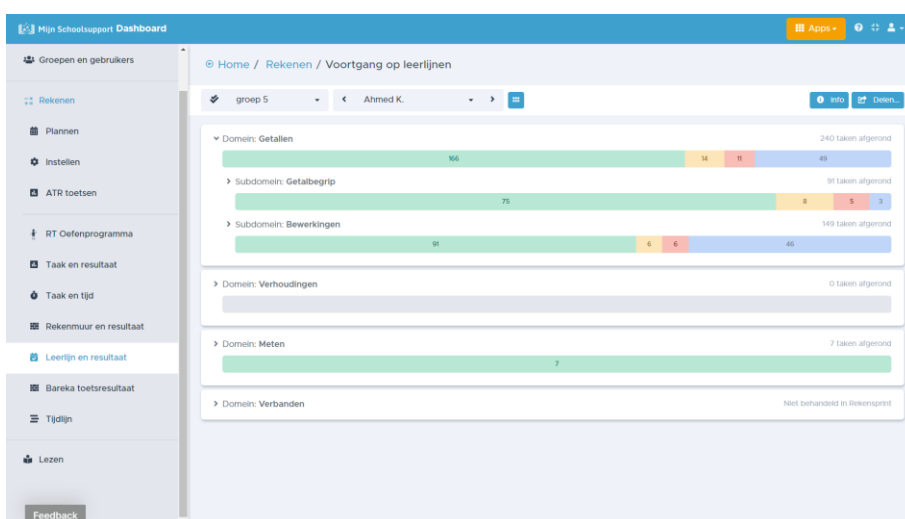 Mijn Schoolsupport Dashboard
Apps
Groepen en gebruikers
Rekenen
Plannen
Instellen
ATR toetsen
RT Oefenprogramma
Taak en resultaat
Taak en tijd
Rekenmuur en resultaat
Leerlijn en resultaat
Bareka toetsresultaat
Tijdlijn
Lezen
Feedback
Home / Rekenen / Voortgang op leerlijnen
groep 5 Ahmed K. Info Delen...
Domein: Getallen 240 taken afgerond
166 14 11 49
Subdomein: Getalbegrip 91 taken afgerond
75 8 5 3
Subdomein: Bewerkingen 149 taken afgerond
91 6 6 46
Domein: Verhoudingen 0 taken afgerond
Domein: Meten 7 taken afgerond
7
Domein: Verbanden Niet behandeld in Rekensprint